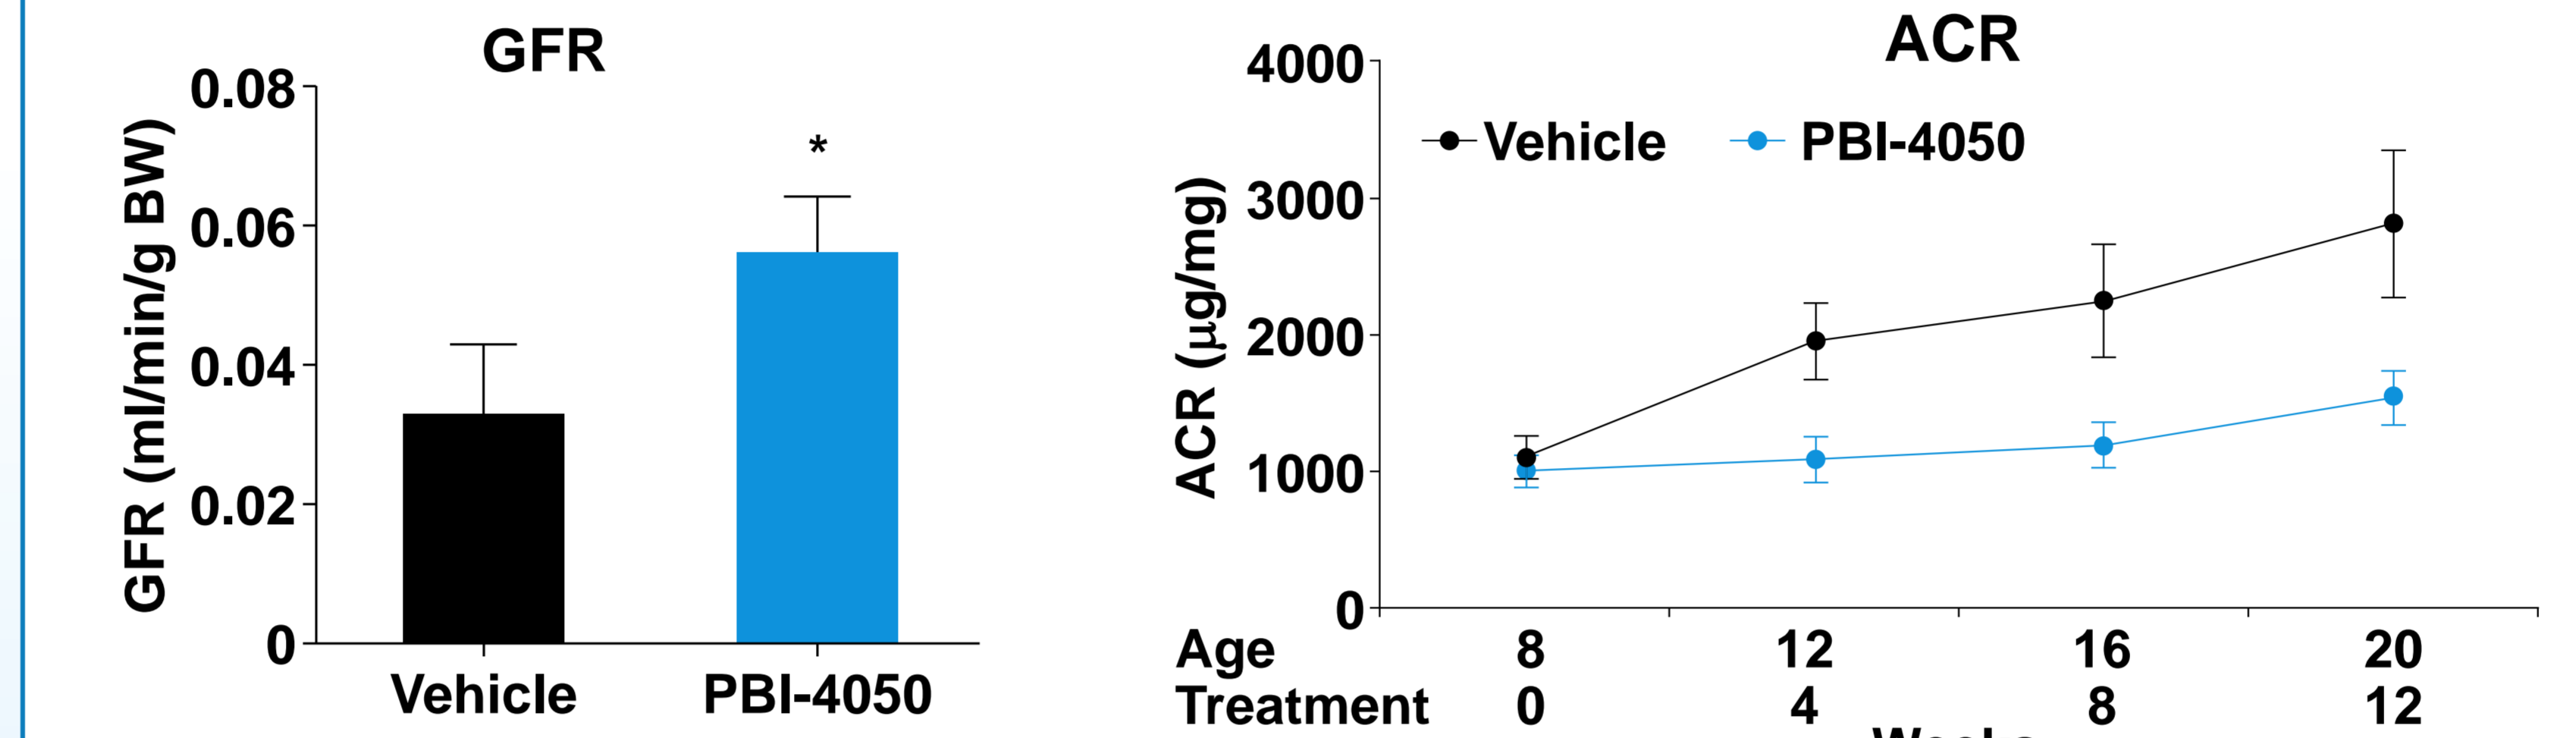 GFR
GFR (ml/min/g BW)
0.08
0.06
0.04
0.02
0
*
Vehicle PBI-4050
ACR
ACR (μg/mg)
4000
3000
2000
1000
0
Vehicle PBI-4050
Age 8 12 16 20
Treatment 0 4 8 12